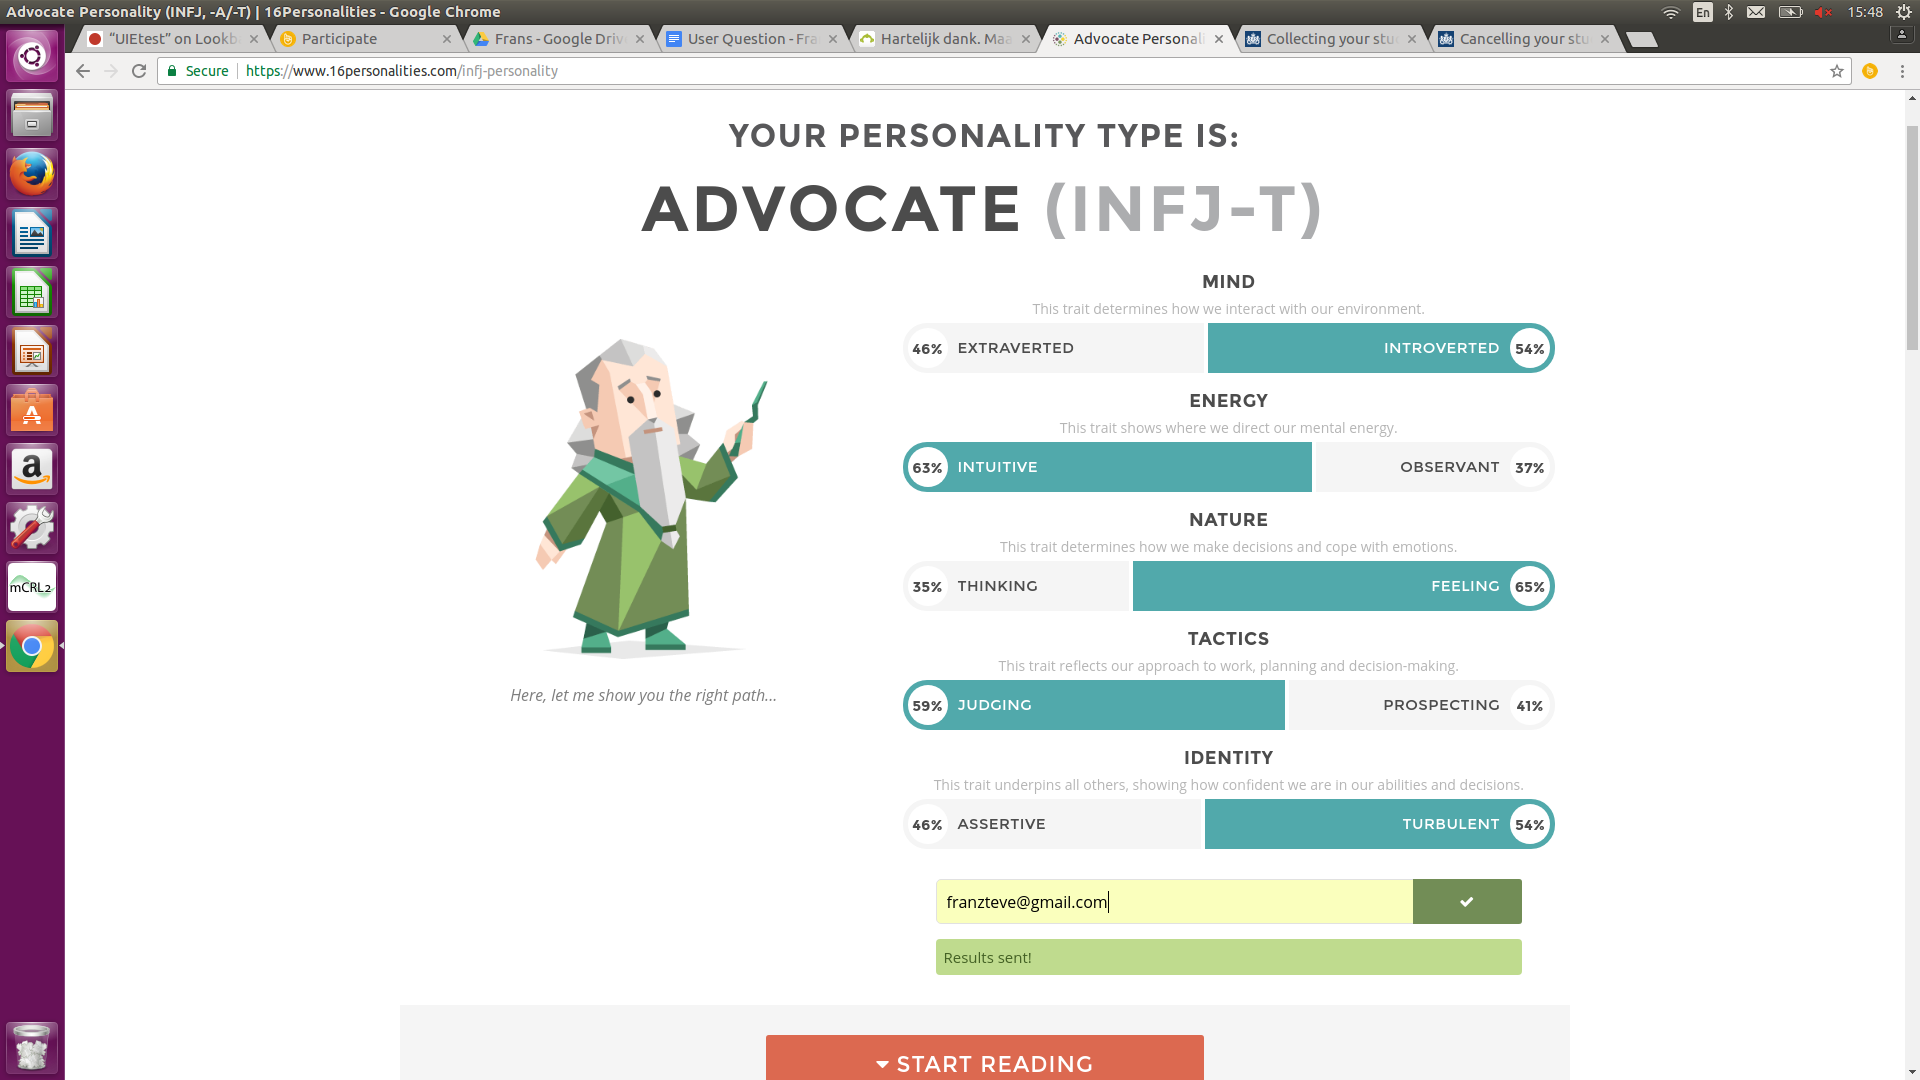 Advocate Personality (INFJ, -A/-T) | 16Personalities - Google Chrome
En
15:48
“UIEtest” on Lookb
Participate
Frans - Google Driv
User Question - Fra
Hartelijk dank. Maa
Advocate Personali
Collecting your stu
Cancelling your stu
Secure
https://www.16personalities.com/infj-personality
YOUR PERSONALITY TYPE IS:
ADVOCATE (INFJ-T)
MIND
This trait determines how we interact with our environment.
46% EXTRAVERTED INTROVERTED 54%
ENERGY
This trait shows where we direct our mental energy.
63% INTUITIVE OBSERVANT 37%
NATURE
This trait determines how we make decisions and cope with emotions.
35% THINKING FEELING 65%
TACTICS
This trait reflects our approach to work, planning and decision-making.
59% JUDGING PROSPECTING 41%
IDENTITY
This trait underpins all others, showing how confident we are in our abilities and decisions.
46% ASSERTIVE TURBULENT 54%
Here, let me show you the right path...
franzteve@gmail.com
Results sent!
START READING
mCRL2